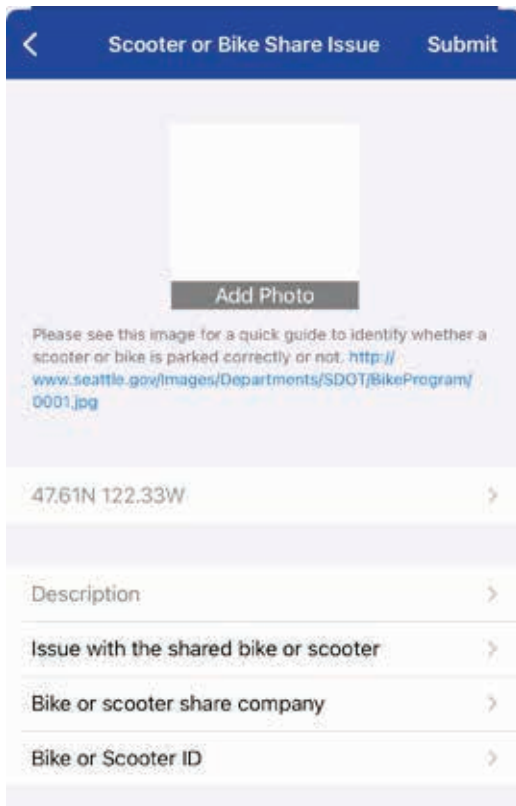 Scooter or Bike Share Issue Submit
Add Photo
Please see this image for a quick guide to identify whether a
scooter or bike is parked correctly or not. http://
www.seattle.gov/Images/Departments/SDOT/BikeProgram/
0001.jpg
47.61N 122.33W
Description
Issue with the shared bike or scooter
Bike or scooter share company
Bike or Scooter ID